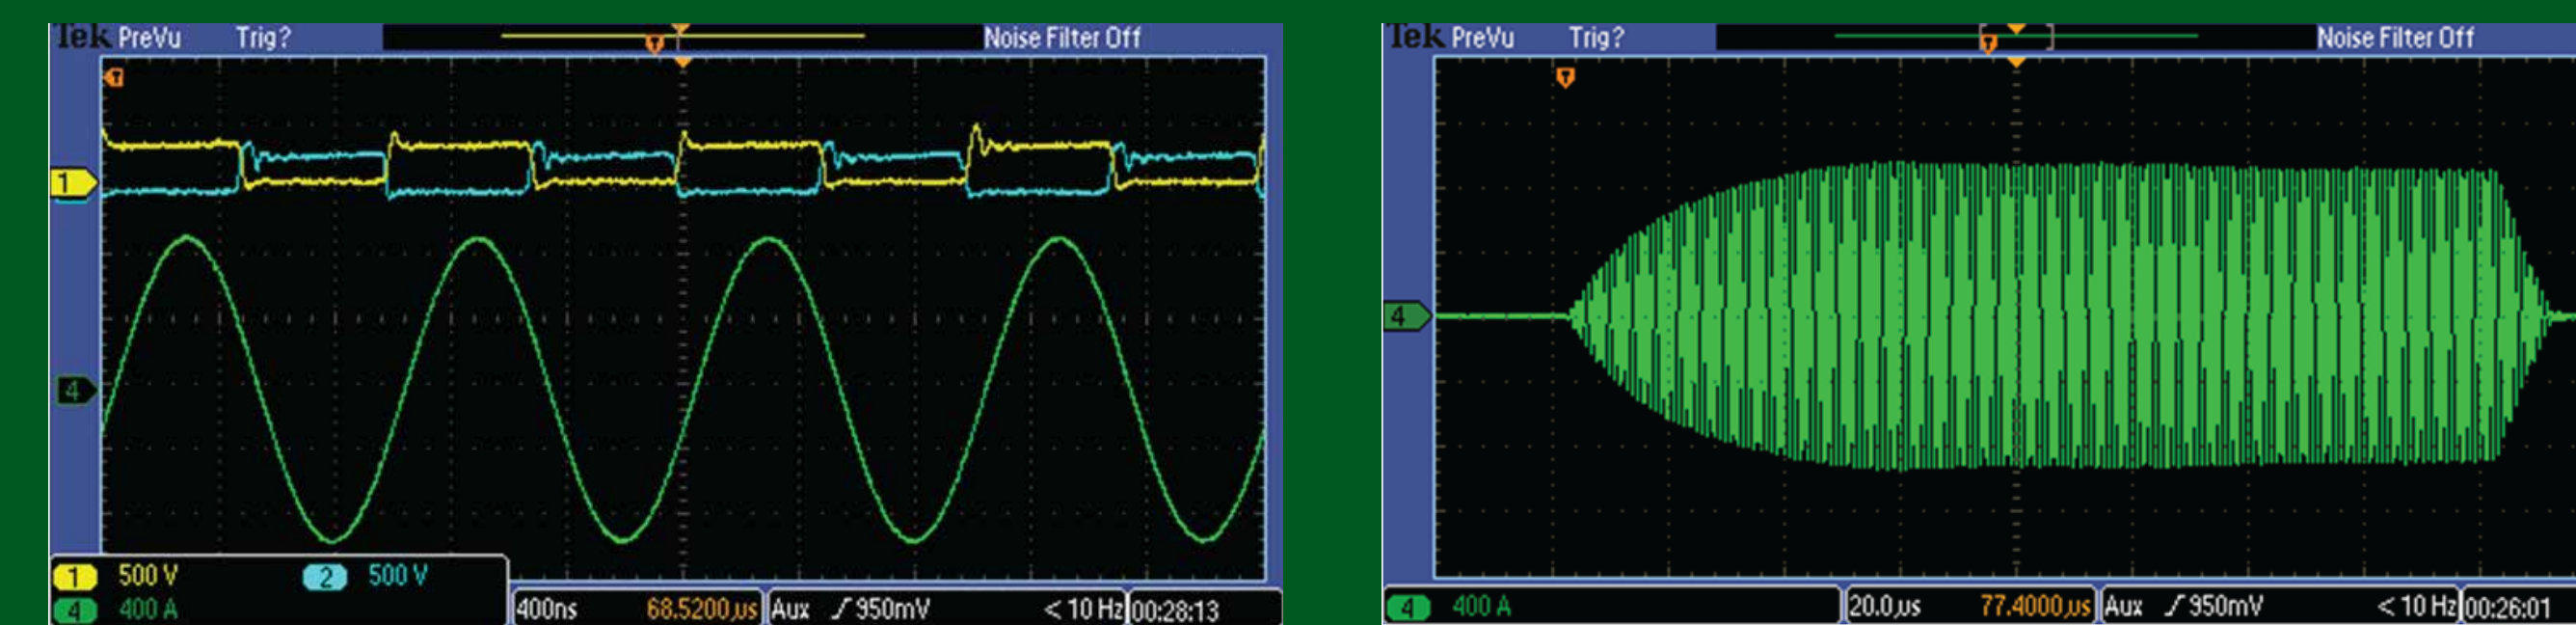 Tek PreVu Trig? Noise Filter Off
T
T
1
4
1 500 V 2 500 V
4 400 A
400ns 68.5200µs Aux 950mV < 10 Hz 00:28:13
Tek PreVu Trig? Noise Filter Off
T
T
4
4 400 A 20.0µs 77.4000µs Aux 950mV < 10 Hz 00:26:01